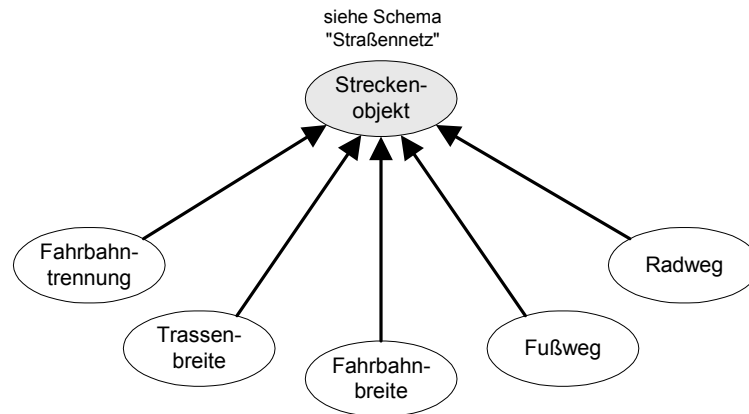 siehe Schema
"Straßennetz"
Strecken-
objekt
Fahrbahn-
trennung
Radweg
Trassen-
breite
Fußweg
Fahrbahn-
breite